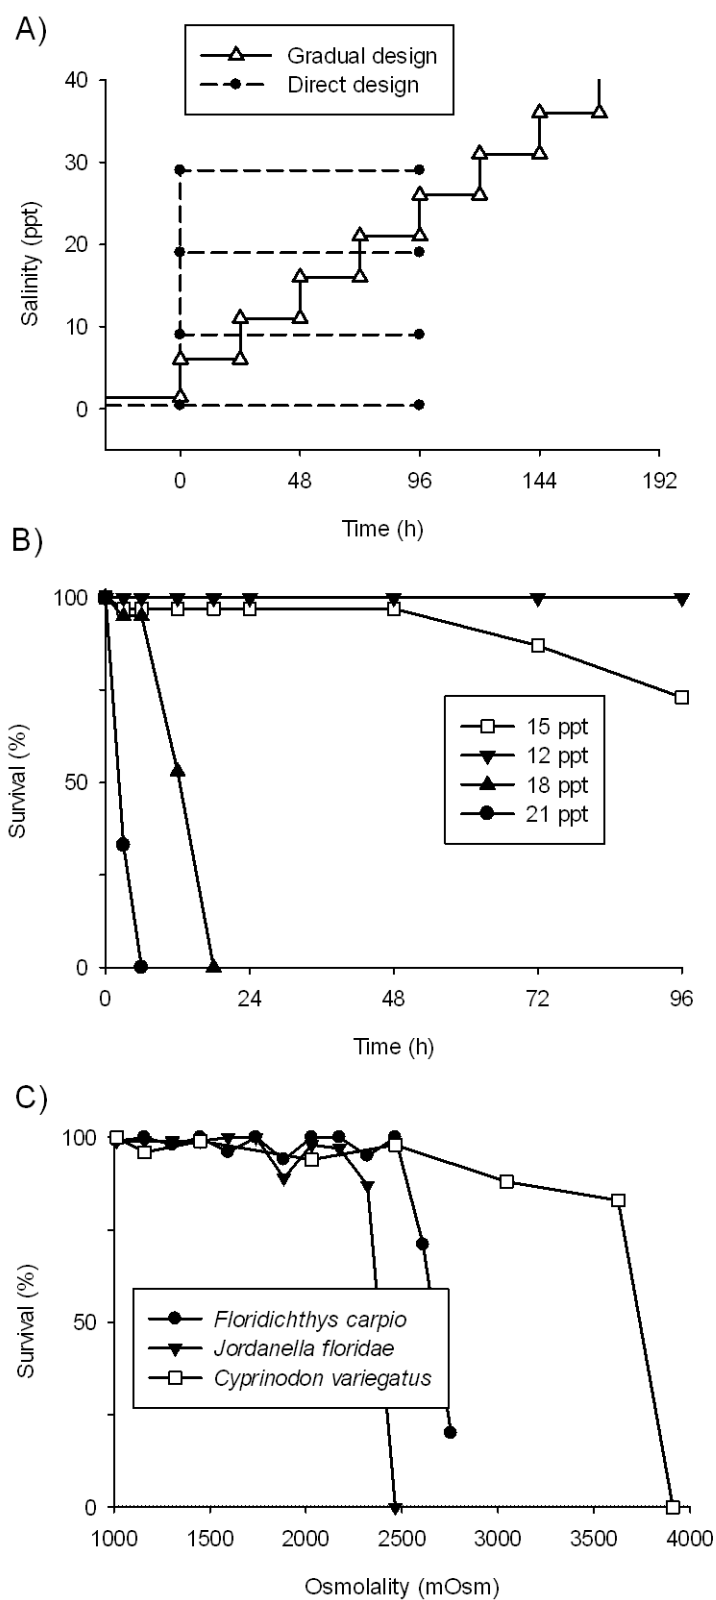 A)
Gradual design
Direct design
40
30
20
10
0
Salinity (ppt)
0 48 96 144 192
Time (h)
B)
100
50
0
Survival (%)
15 ppt
12 ppt
18 ppt
21 ppt
0 24 48 72 96
Time (h)
C)
100
50
0
Survival (%)
Floridichthys carpio
Jordanella floridae
Cyprinodon variegatus
1000 1500 2000 2500 3000 3500 4000
Osmolality (mOsm)